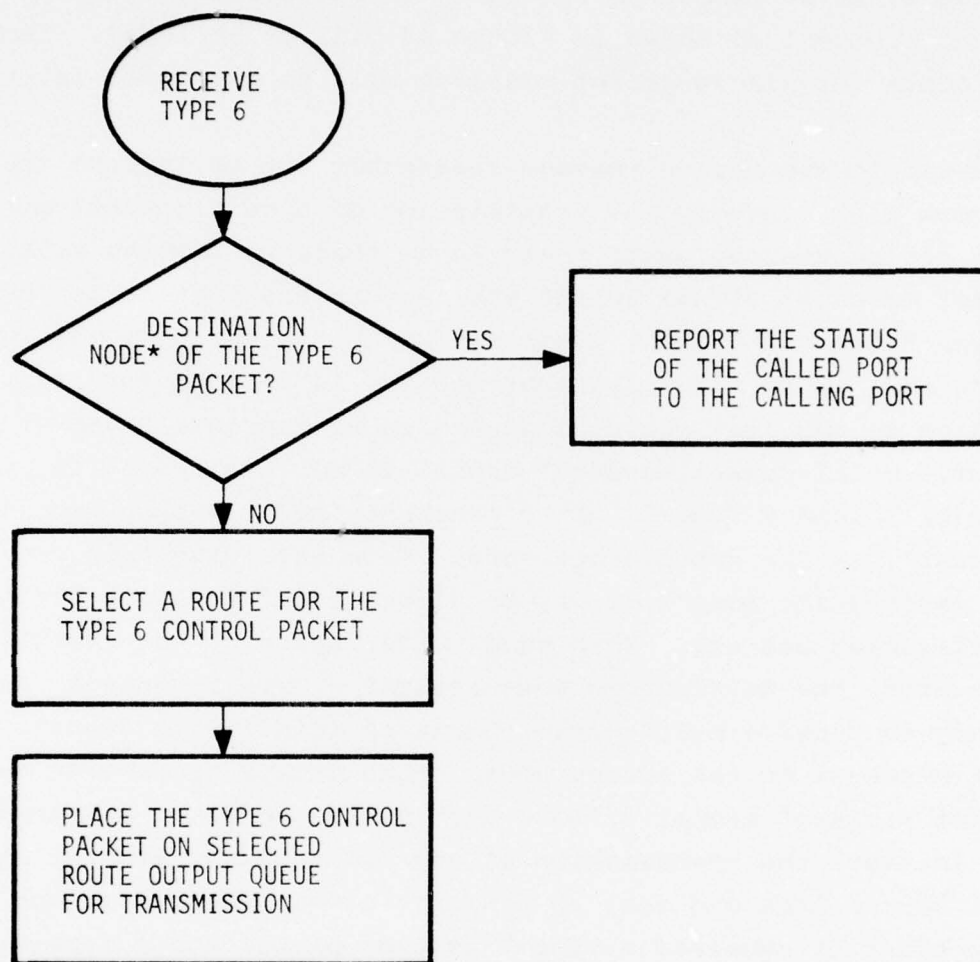 RECEIVE
TYPE 6
DESTINATION
NODE* OF THE TYPE 6
PACKET?
YES
REPORT THE STATUS
OF THE CALLED PORT
TO THE CALLING PORT
NO
SELECT A ROUTE FOR THE
TYPE 6 CONTROL PACKET
PLACE THE TYPE 6 CONTROL
PACKET ON SELECTED
ROUTE OUTPUT QUEUE
FOR TRANSMISSION